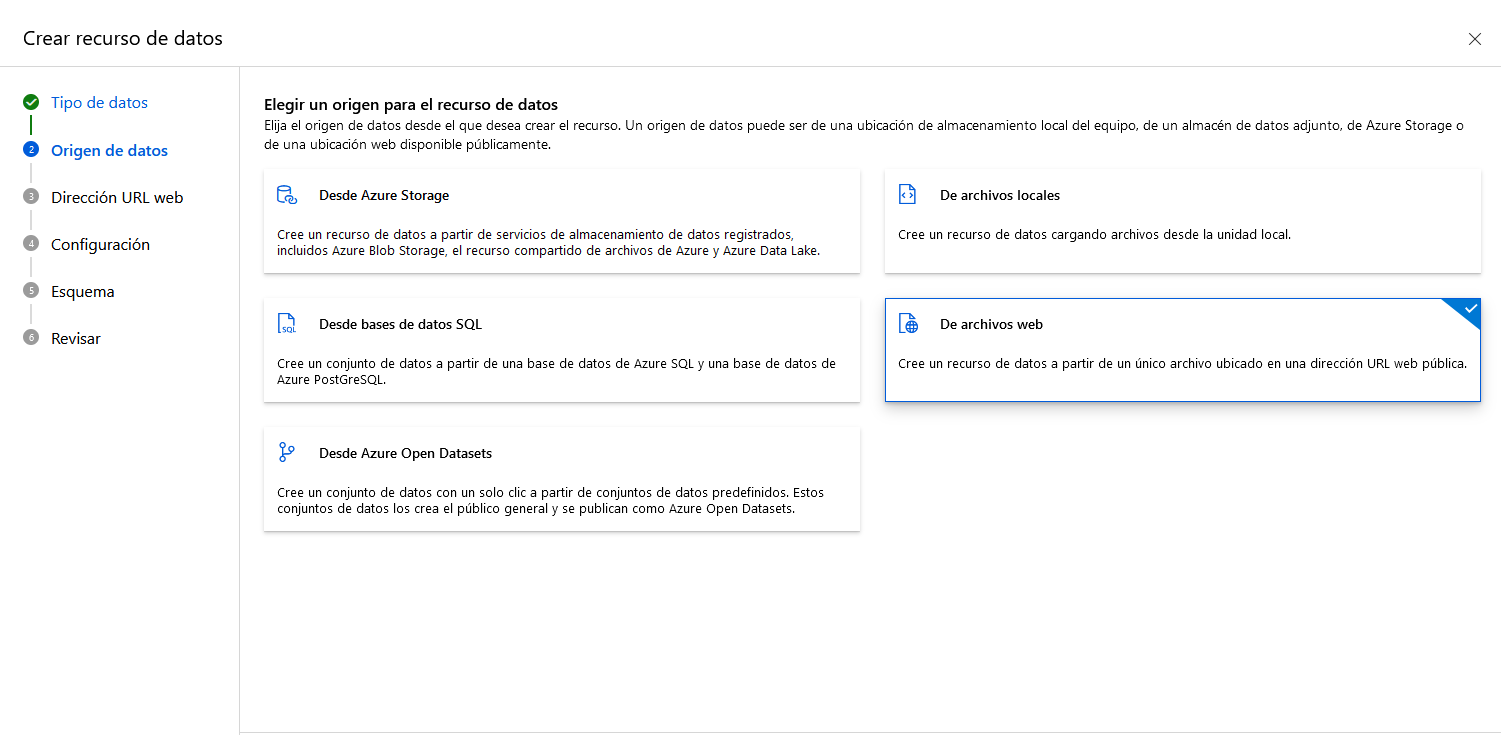 Crear recurso de datos
Tipo de datos
2 Origen de datos
3 Dirección URL web
4 Configuración
5 Esquema
6 Revisar
Elegir un origen para el recurso de datos
Elija el origen de datos desde el que desea crear el recurso. Un origen de datos puede ser de una ubicación de almacenamiento local del equipo, de un almacén de datos adjunto, de Azure Storage o
de una ubicación web disponible públicamente.
Desde Azure Storage
Cree un recurso de datos a partir de servicios de almacenamiento de datos registrados,
incluidos Azure Blob Storage, el recurso compartido de archivos de Azure y Azure Data Lake.
De archivos locales
Cree un recurso de datos cargando archivos desde la unidad local.
SQL
Desde bases de datos SQL
Cree un conjunto de datos a partir de una base de datos de Azure SQL y una base de datos de
Azure PostGreSQL.
De archivos web
Cree un recurso de datos a partir de un único archivo ubicado en una dirección URL web pública.
Desde Azure Open Datasets
Cree un conjunto de datos con un solo clic a partir de conjuntos de datos predefinidos. Estos
conjuntos de datos los crea el público general y se publican como Azure Open Datasets.